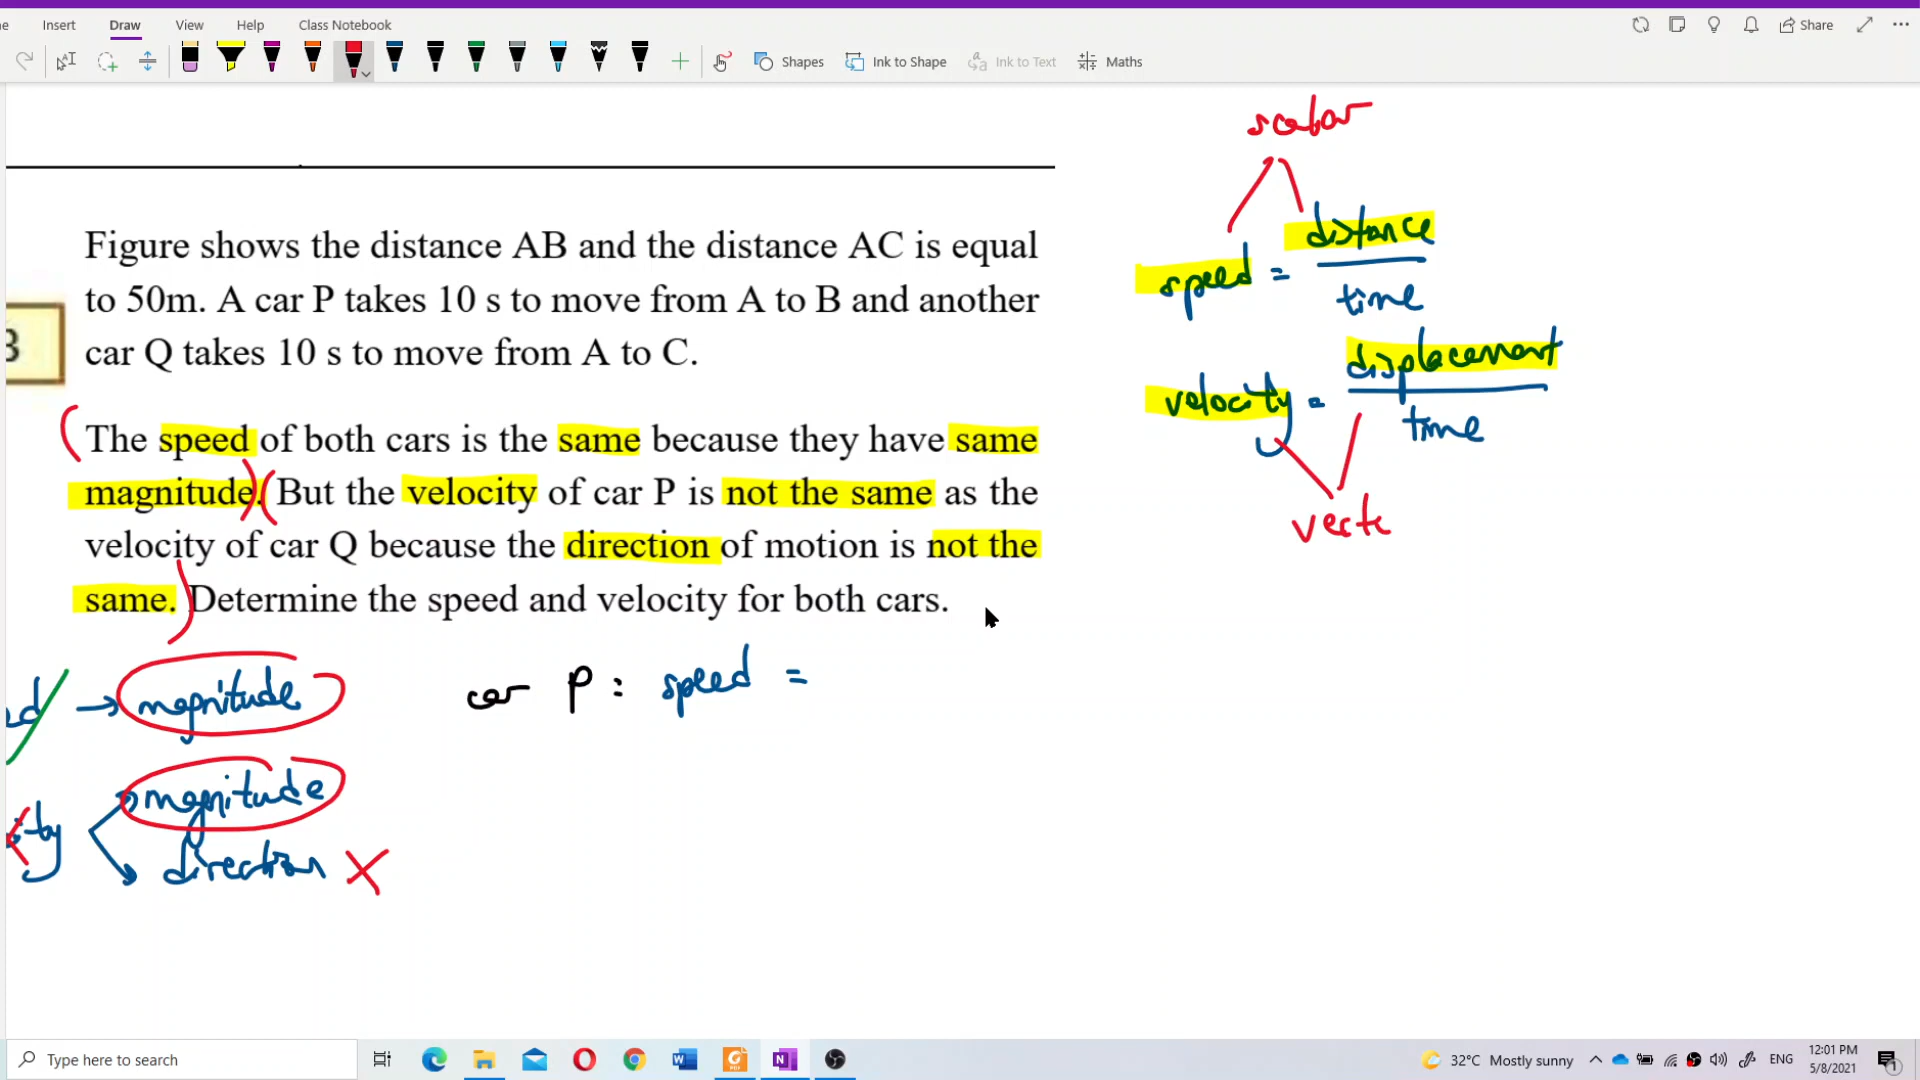 Insert Draw View Help Class Notebook
Share
Shapes Ink to Shape Ink to Text Maths
scalar
Figure shows the distance AB and the distance AC is equal
to 50m. A car P takes 10 s to move from A to B and another
car Q takes 10 s to move from A to C.
3
The speed of both cars is the same because they have same
magnitude. But the velocity of car P is not the same as the
velocity of car Q because the direction of motion is not the
same. Determine the speed and velocity for both cars.
speed = distance
time
velocity = displacement
time
vecto
car P: speed =
→ magnitude
magnitude
direction X
Type here to search
32°C Mostly sunny
ENG
12:01 PM
5/8/2021
1